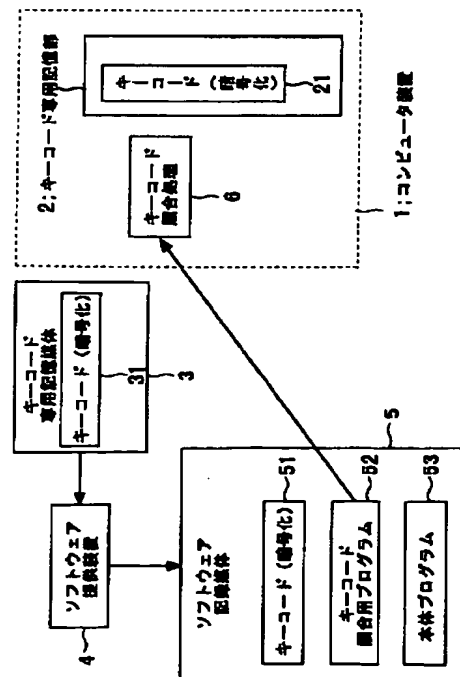 キーコード
専用記憶媒体
キーコード（暗号化）
31
3
ソフトウェア
提供装置
4
ソフトウェア
記録媒体
キーコード（暗号化）
51
キーコード
照合用プログラム
52
本体プログラム
53
5
2;キーコード専用記憶部
キーコード（暗号化）
21
キーコード
照合処理
6
1;コンピュータ装置